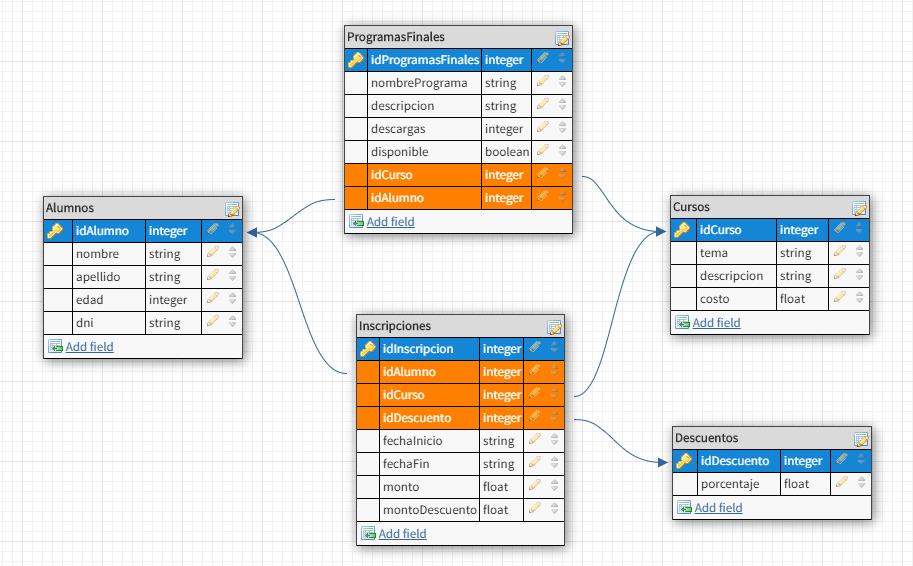 ProgramasFinales
idProgramasFinales integer
nombrePrograma string
descripcion string
descargas integer
disponible boolean
idCurso integer
idAlumno integer
Add field
Alumnos
idAlumno integer
nombre string
apellido string
edad integer
dni string
Add field
Cursos
idCurso integer
tema string
descripcion string
costo float
Add field
Inscripciones
idInscripcion integer
idAlumno integer
idCurso integer
idDescuento integer
fechaInicio string
fechaFin string
monto float
montoDescuento float
Add field
Descuentos
idDescuento integer
porcentaje float
Add field